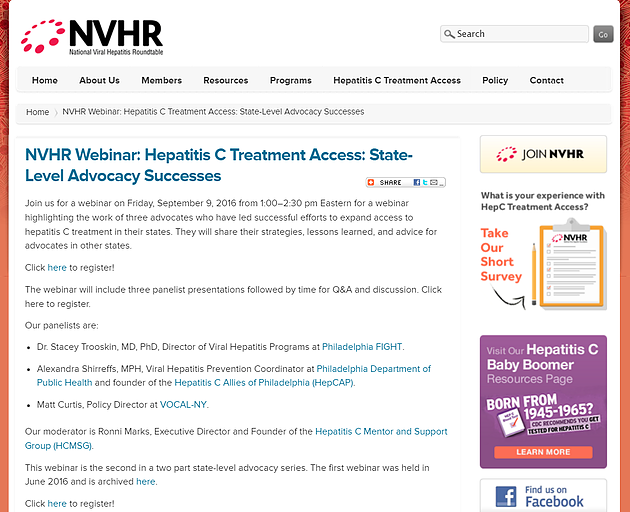 NVHR
National Viral Hepatitis Roundtable
Search
Go
Home About Us Members Resources Programs Hepatitis C Treatment Access Policy Contact
Home NVHR Webinar: Hepatitis C Treatment Access: State-Level Advocacy Successes
NVHR Webinar: Hepatitis C Treatment Access: State-
Level Advocacy Successes
SHARE
Join us for a webinar on Friday, September 9, 2016 from 1:00–2:30 pm Eastern for a webinar
highlighting the work of three advocates who have led successful efforts to expand access to
hepatitis C treatment in their states. They will share their strategies, lessons learned, and advice for
advocates in other states.
Click here to register!
The webinar will include three panelist presentations followed by time for Q&A and discussion. Click
here to register.
Our panelists are:
• Dr. Stacey Trooskin, MD, PhD, Director of Viral Hepatitis Programs at Philadelphia FIGHT.
• Alexandra Shirreffs, MPH, Viral Hepatitis Prevention Coordinator at Philadelphia Department of
Public Health and founder of the Hepatitis C Allies of Philadelphia (HepCAP).
• Matt Curtis, Policy Director at VOCAL-NY.
Our moderator is Ronni Marks, Executive Director and Founder of the Hepatitis C Mentor and Support
Group (HCMSG).
This webinar is the second in a two part state-level advocacy series. The first webinar was held in
June 2016 and is archived here.
Click here to register!
JOIN NVHR
What is your experience with
HepC Treatment Access?
Take
Our
Short
Survey
NVHR
Visit Our Hepatitis C
Baby Boomer
Resources Page
BORN FROM
1945-1965?
CDC RECOMMENDS YOU GET
TESTED FOR HEPATITIS C
LEARN MORE
Find us on
Facebook